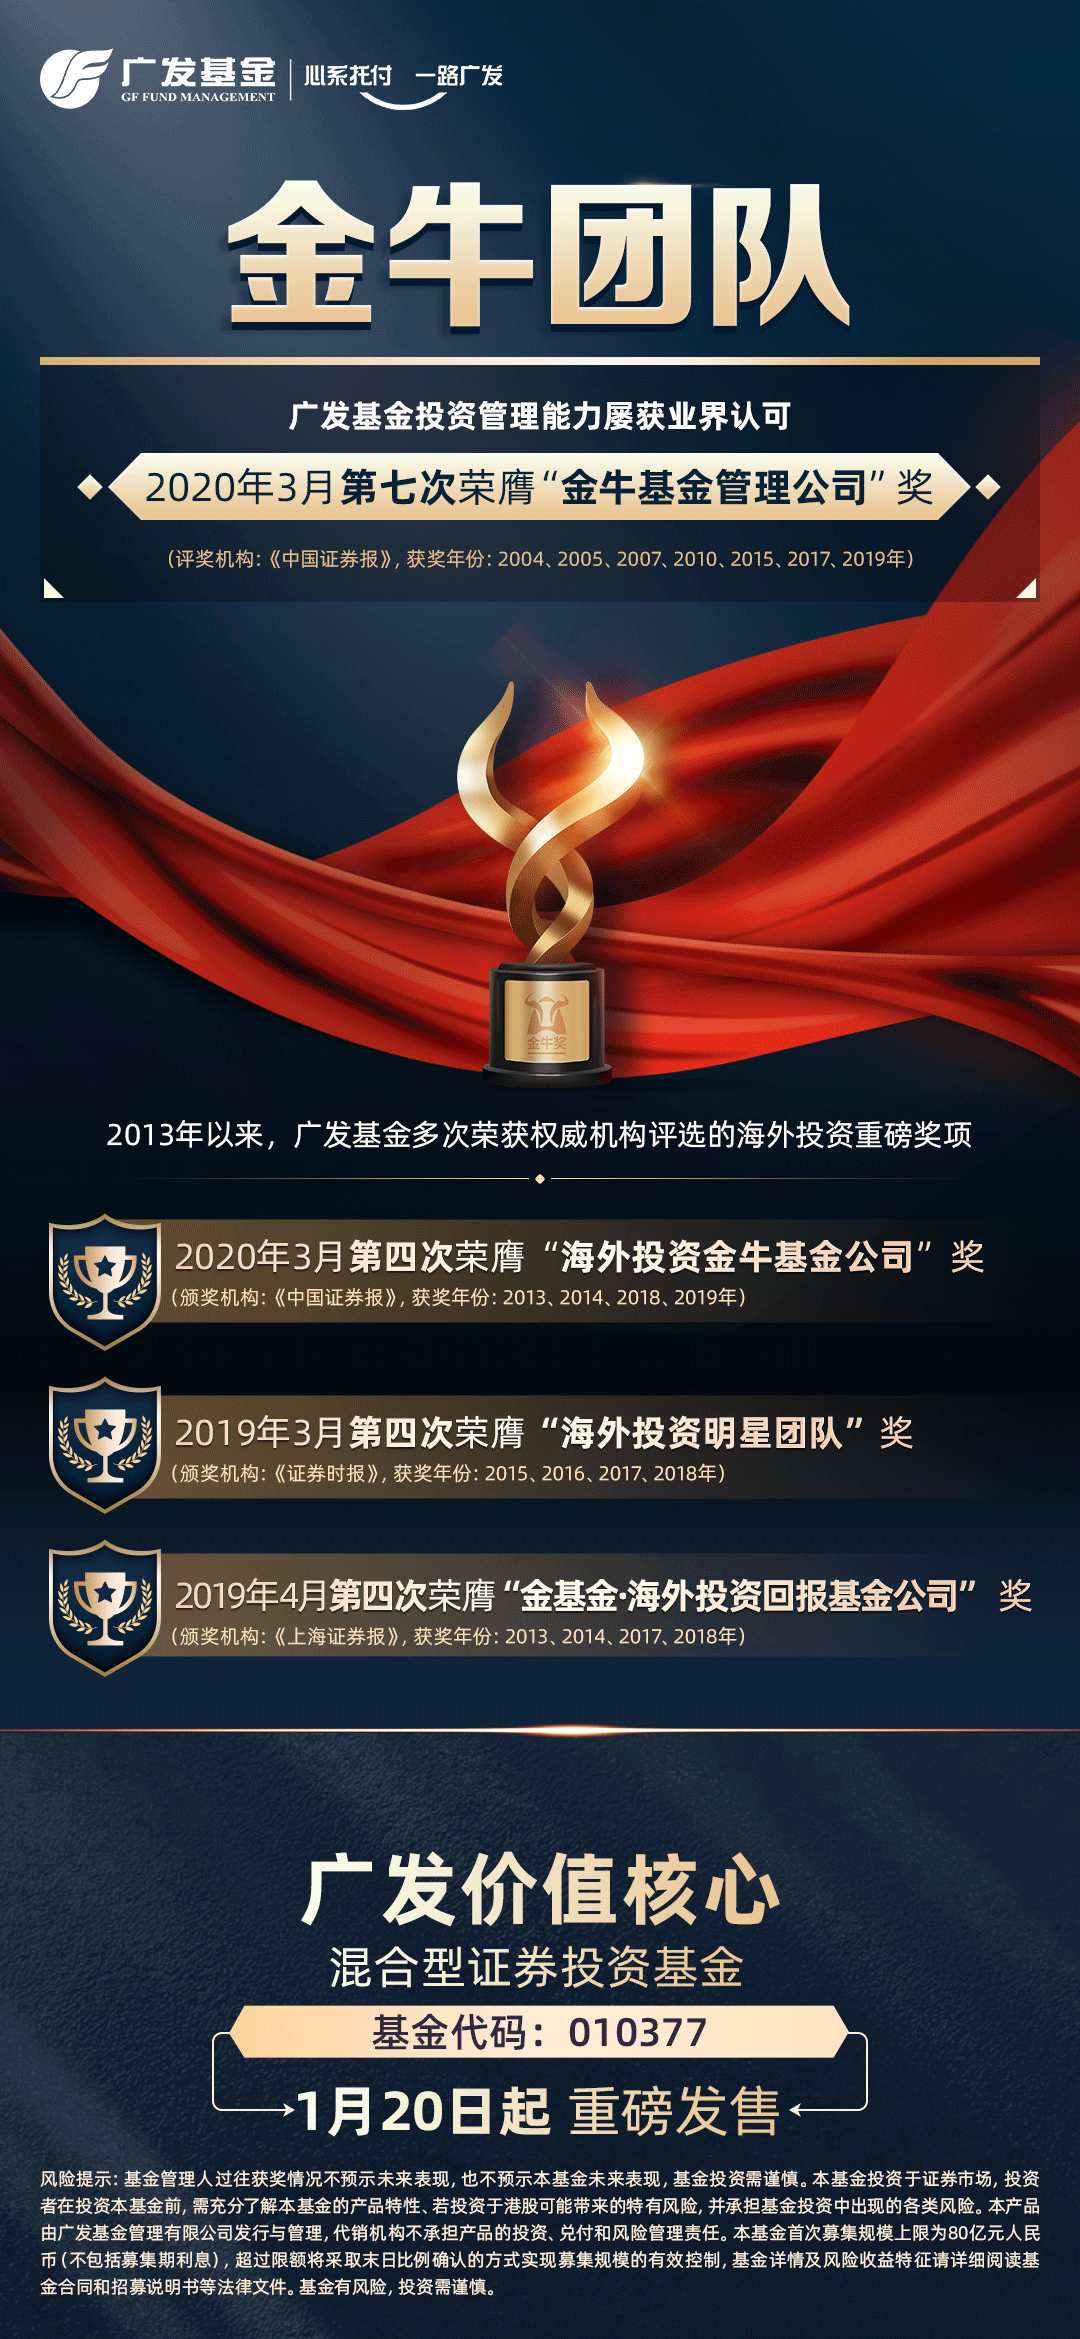 广发基金
GF FUND MANAGEMENT
心系托付 一路广发
金牛团队
广发基金投资管理能力屡获业界认可
2020年3月第七次荣膺“金牛基金管理公司”奖
(评奖机构:《中国证券报》, 获奖年份: 2004、2005、2007、2010、2015、2017、2019年)
金牛奖
2013年以来，广发基金多次荣获权威机构评选的海外投资重磅奖项
2020年3月第四次荣膺“海外投资金牛基金公司”奖
(颁奖机构:《中国证券报》, 获奖年份: 2013、2014、2018、2019年)
2019年3月第四次荣膺“海外投资明星团队”奖
(颁奖机构:《证券时报》, 获奖年份: 2015、2016、2017、2018年)
2019年4月第四次荣膺“金基金·海外投资回报基金公司”奖
(颁奖机构:《上海证券报》, 获奖年份: 2013、2014、2017、2018年)
广发价值核心
混合型证券投资基金
基金代码：010377
1月20日起 重磅发售
风险提示: 基金管理人过往获奖情况不预示未来表现, 也不预示本基金未来表现, 基金投资需谨慎。本基金投资于证券市场, 投资
者在投资本基金前, 需充分了解本基金的产品特性、若投资于港股可能带来的特有风险, 并承担基金投资中出现的各类风险。本产品
由广发基金管理有限公司发行与管理, 代销机构不承担产品的投资、兑付和风险管理责任。本基金首次募集规模上限为80亿元人民
币(不包括募集期利息), 超过限额将采取末日比例确认的方式实现募集规模的有效控制, 基金详情及风险收益特征请详细阅读基
金合同和招募说明书等法律文件。基金有风险, 投资需谨慎。